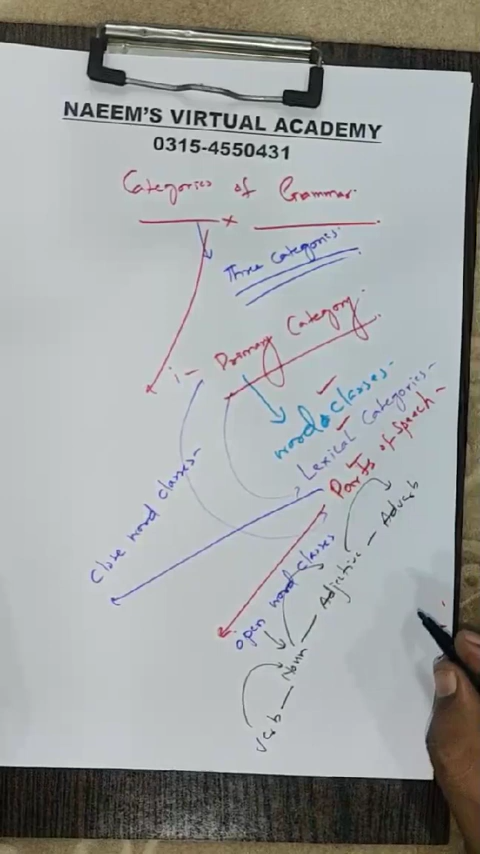 NAEEM'S VIRTUAL ACADEMY
0315-4550431
Categories of Grammar.
Three Categories.
i- Primary Category.
word classes-
Lexical Categories-
Parts of Speech-
Close word classes-
open word classes
Verb - Noun - Adjective - Adverb